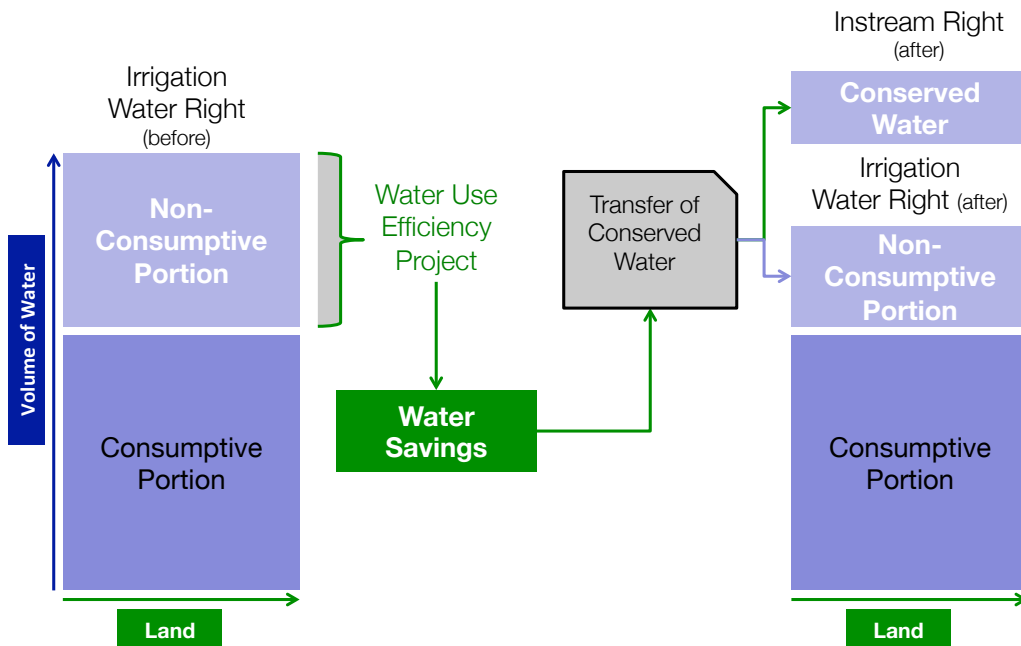 Irrigation
Water Right
(before)
Volume of Water
Non-
Consumptive
Portion
Consumptive
Portion
Land
Water Use
Efficiency
Project
Water
Savings
Transfer of
Conserved
Water
Instream Right
(after)
Conserved
Water
Irrigation
Water Right (after)
Non-
Consumptive
Portion
Consumptive
Portion
Land